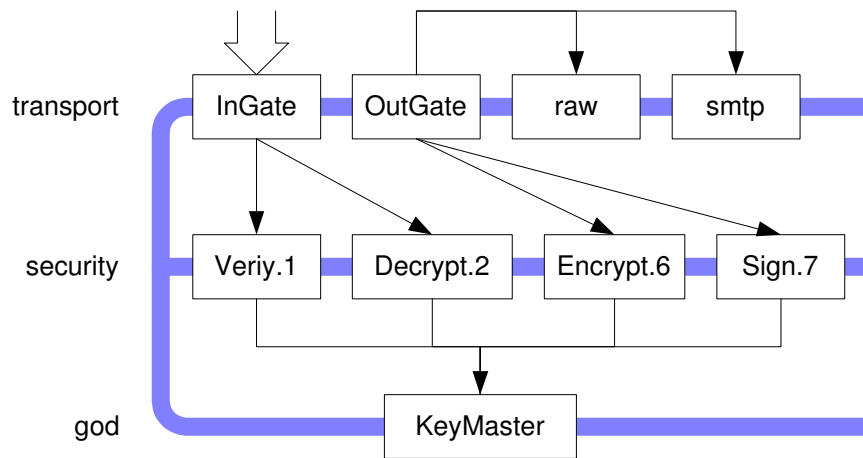 transport InGate OutGate raw smtp
security Veriy.1 Decrypt.2 Encrypt.6 Sign.7
god KeyMaster